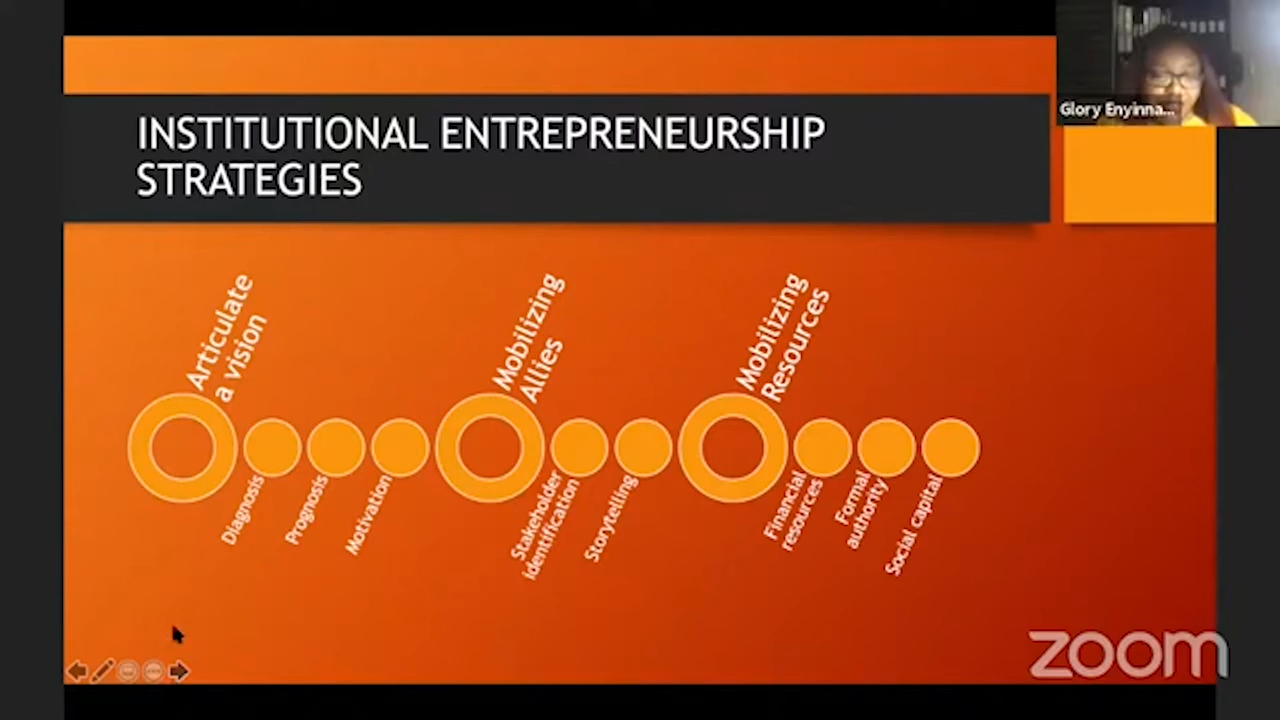 Glory Enyinna...
INSTITUTIONAL ENTREPRENEURSHIP
STRATEGIES
Articulate
a vision
Diagnosis
Prognosis
Motivation
Mobilizing
Allies
Stakeholder
identification
Storytelling
Mobilizing
Resources
Financial
resources
Formal
authority
Social capital
zoom